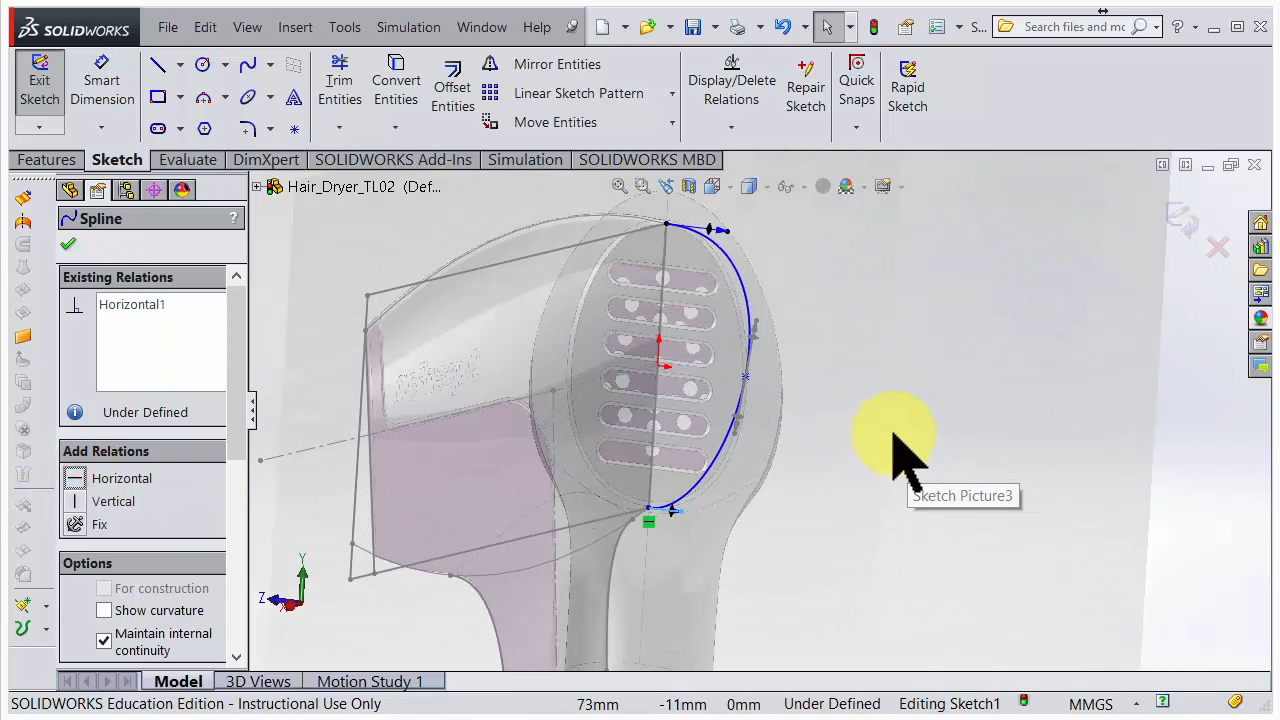 SOLIDWORKS File Edit View Insert Tools Simulation Window Help S... Search files and mc ?
Exit Sketch
Smart Dimension
Trim Entities
Convert Entities
Offset Entities
Mirror Entities
Linear Sketch Pattern
Move Entities
Display/Delete Relations
Repair Sketch
Quick Snaps
Rapid Sketch
Features Sketch Evaluate DimXpert SOLIDWORKS Add-Ins Simulation SOLIDWORKS MBD
Hair_Dryer_TL02 (Def...
Spline ?
Existing Relations
Horizontal1
Under Defined
Add Relations
Horizontal
Vertical
Fix
Options
For construction
Show curvature
Maintain internal
continuity
Sketch Picture3
Y
Z
X
Model 3D Views Motion Study 1
SOLIDWORKS Education Edition - Instructional Use Only 73mm -11mm 0mm Under Defined Editing Sketch1 MMGS ?